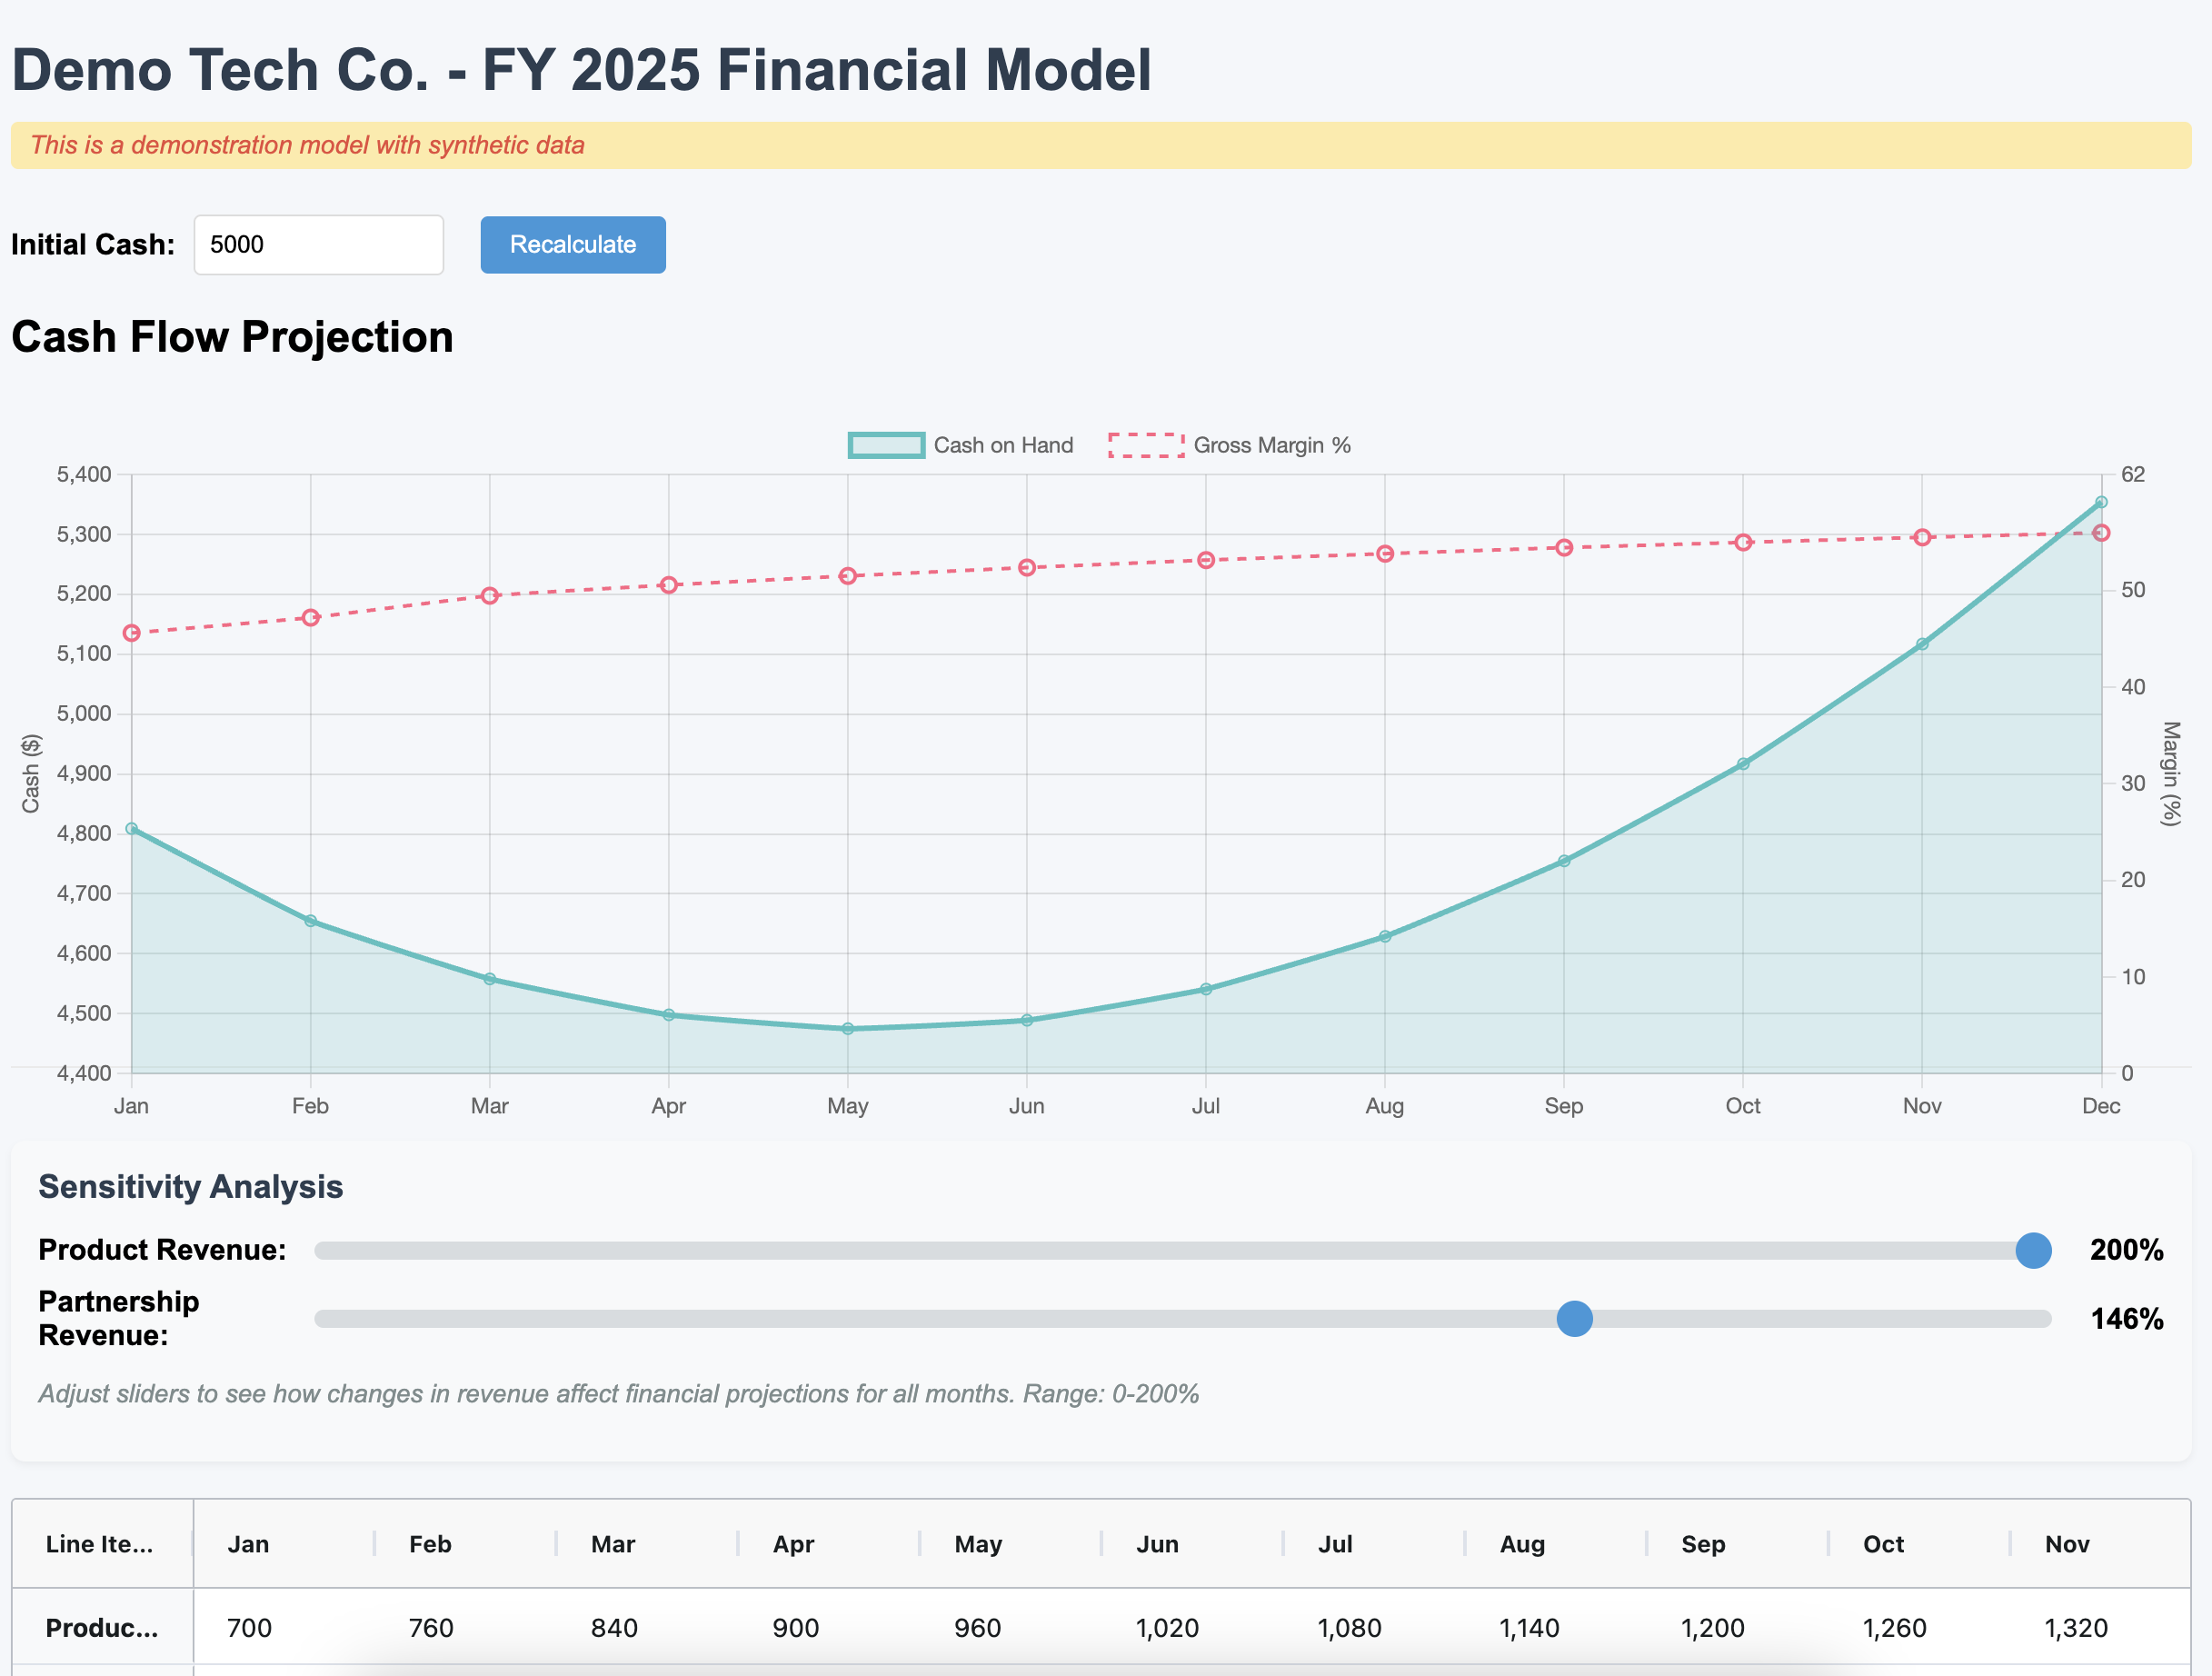 Demo Tech Co. - FY 2025 Financial Model
This is a demonstration model with synthetic data
Initial Cash: 5000 Recalculate
Cash Flow Projection
Cash on Hand Gross Margin %
5,400 62
5,300
5,200 50
5,100
5,000 40
4,900
Cash ($) Margin (%)
30
4,800
4,700 20
4,600
4,500 10
4,400 0
Jan Feb Mar Apr May Jun Jul Aug Sep Oct Nov Dec
Sensitivity Analysis
Product Revenue: 200%
Partnership
Revenue: 146%
Adjust sliders to see how changes in revenue affect financial projections for all months. Range: 0-200%
Line Ite... Jan Feb Mar Apr May Jun Jul Aug Sep Oct Nov
Produc... 700 760 840 900 960 1,020 1,080 1,140 1,200 1,260 1,320